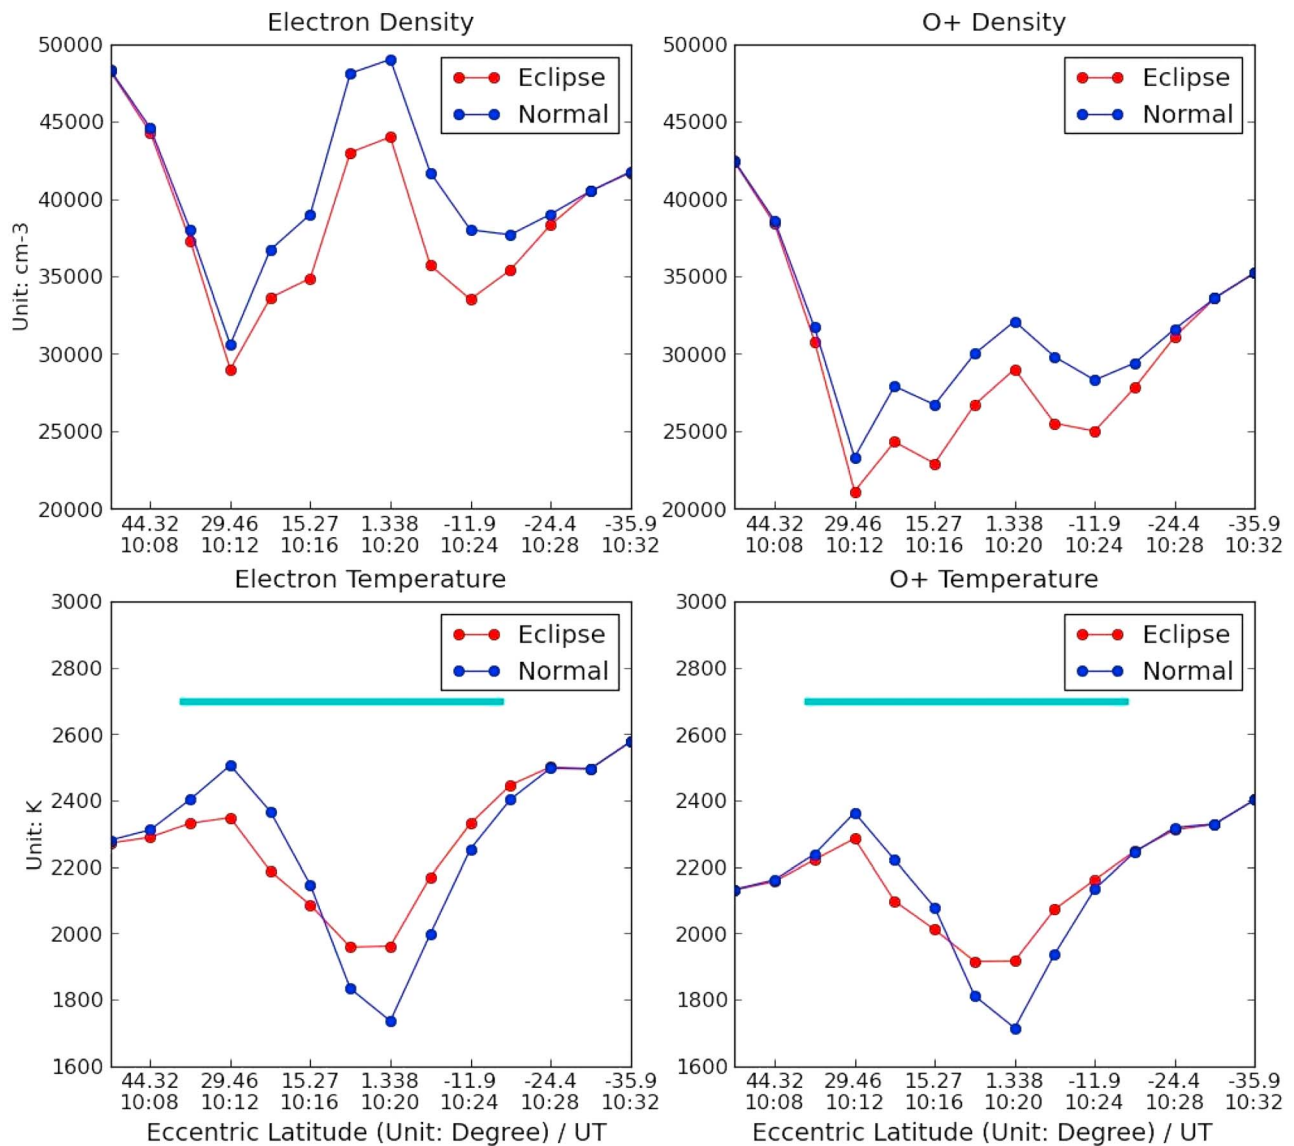 Electron Density
50000
45000
40000
35000
30000
25000
20000
Unit: cm-3
Eclipse
Normal
44.32 29.46 15.27 1.338 -11.9 -24.4 -35.9
10:08 10:12 10:16 10:20 10:24 10:28 10:32
O+ Density
50000
45000
40000
35000
30000
25000
20000
Eclipse
Normal
44.32 29.46 15.27 1.338 -11.9 -24.4 -35.9
10:08 10:12 10:16 10:20 10:24 10:28 10:32
Electron Temperature
3000
2800
2600
2400
2200
2000
1800
1600
Unit: K
Eclipse
Normal
44.32 29.46 15.27 1.338 -11.9 -24.4 -35.9
10:08 10:12 10:16 10:20 10:24 10:28 10:32
Eccentric Latitude (Unit: Degree) / UT
O+ Temperature
3000
2800
2600
2400
2200
2000
1800
1600
Eclipse
Normal
44.32 29.46 15.27 1.338 -11.9 -24.4 -35.9
10:08 10:12 10:16 10:20 10:24 10:28 10:32
Eccentric Latitude (Unit: Degree) / UT